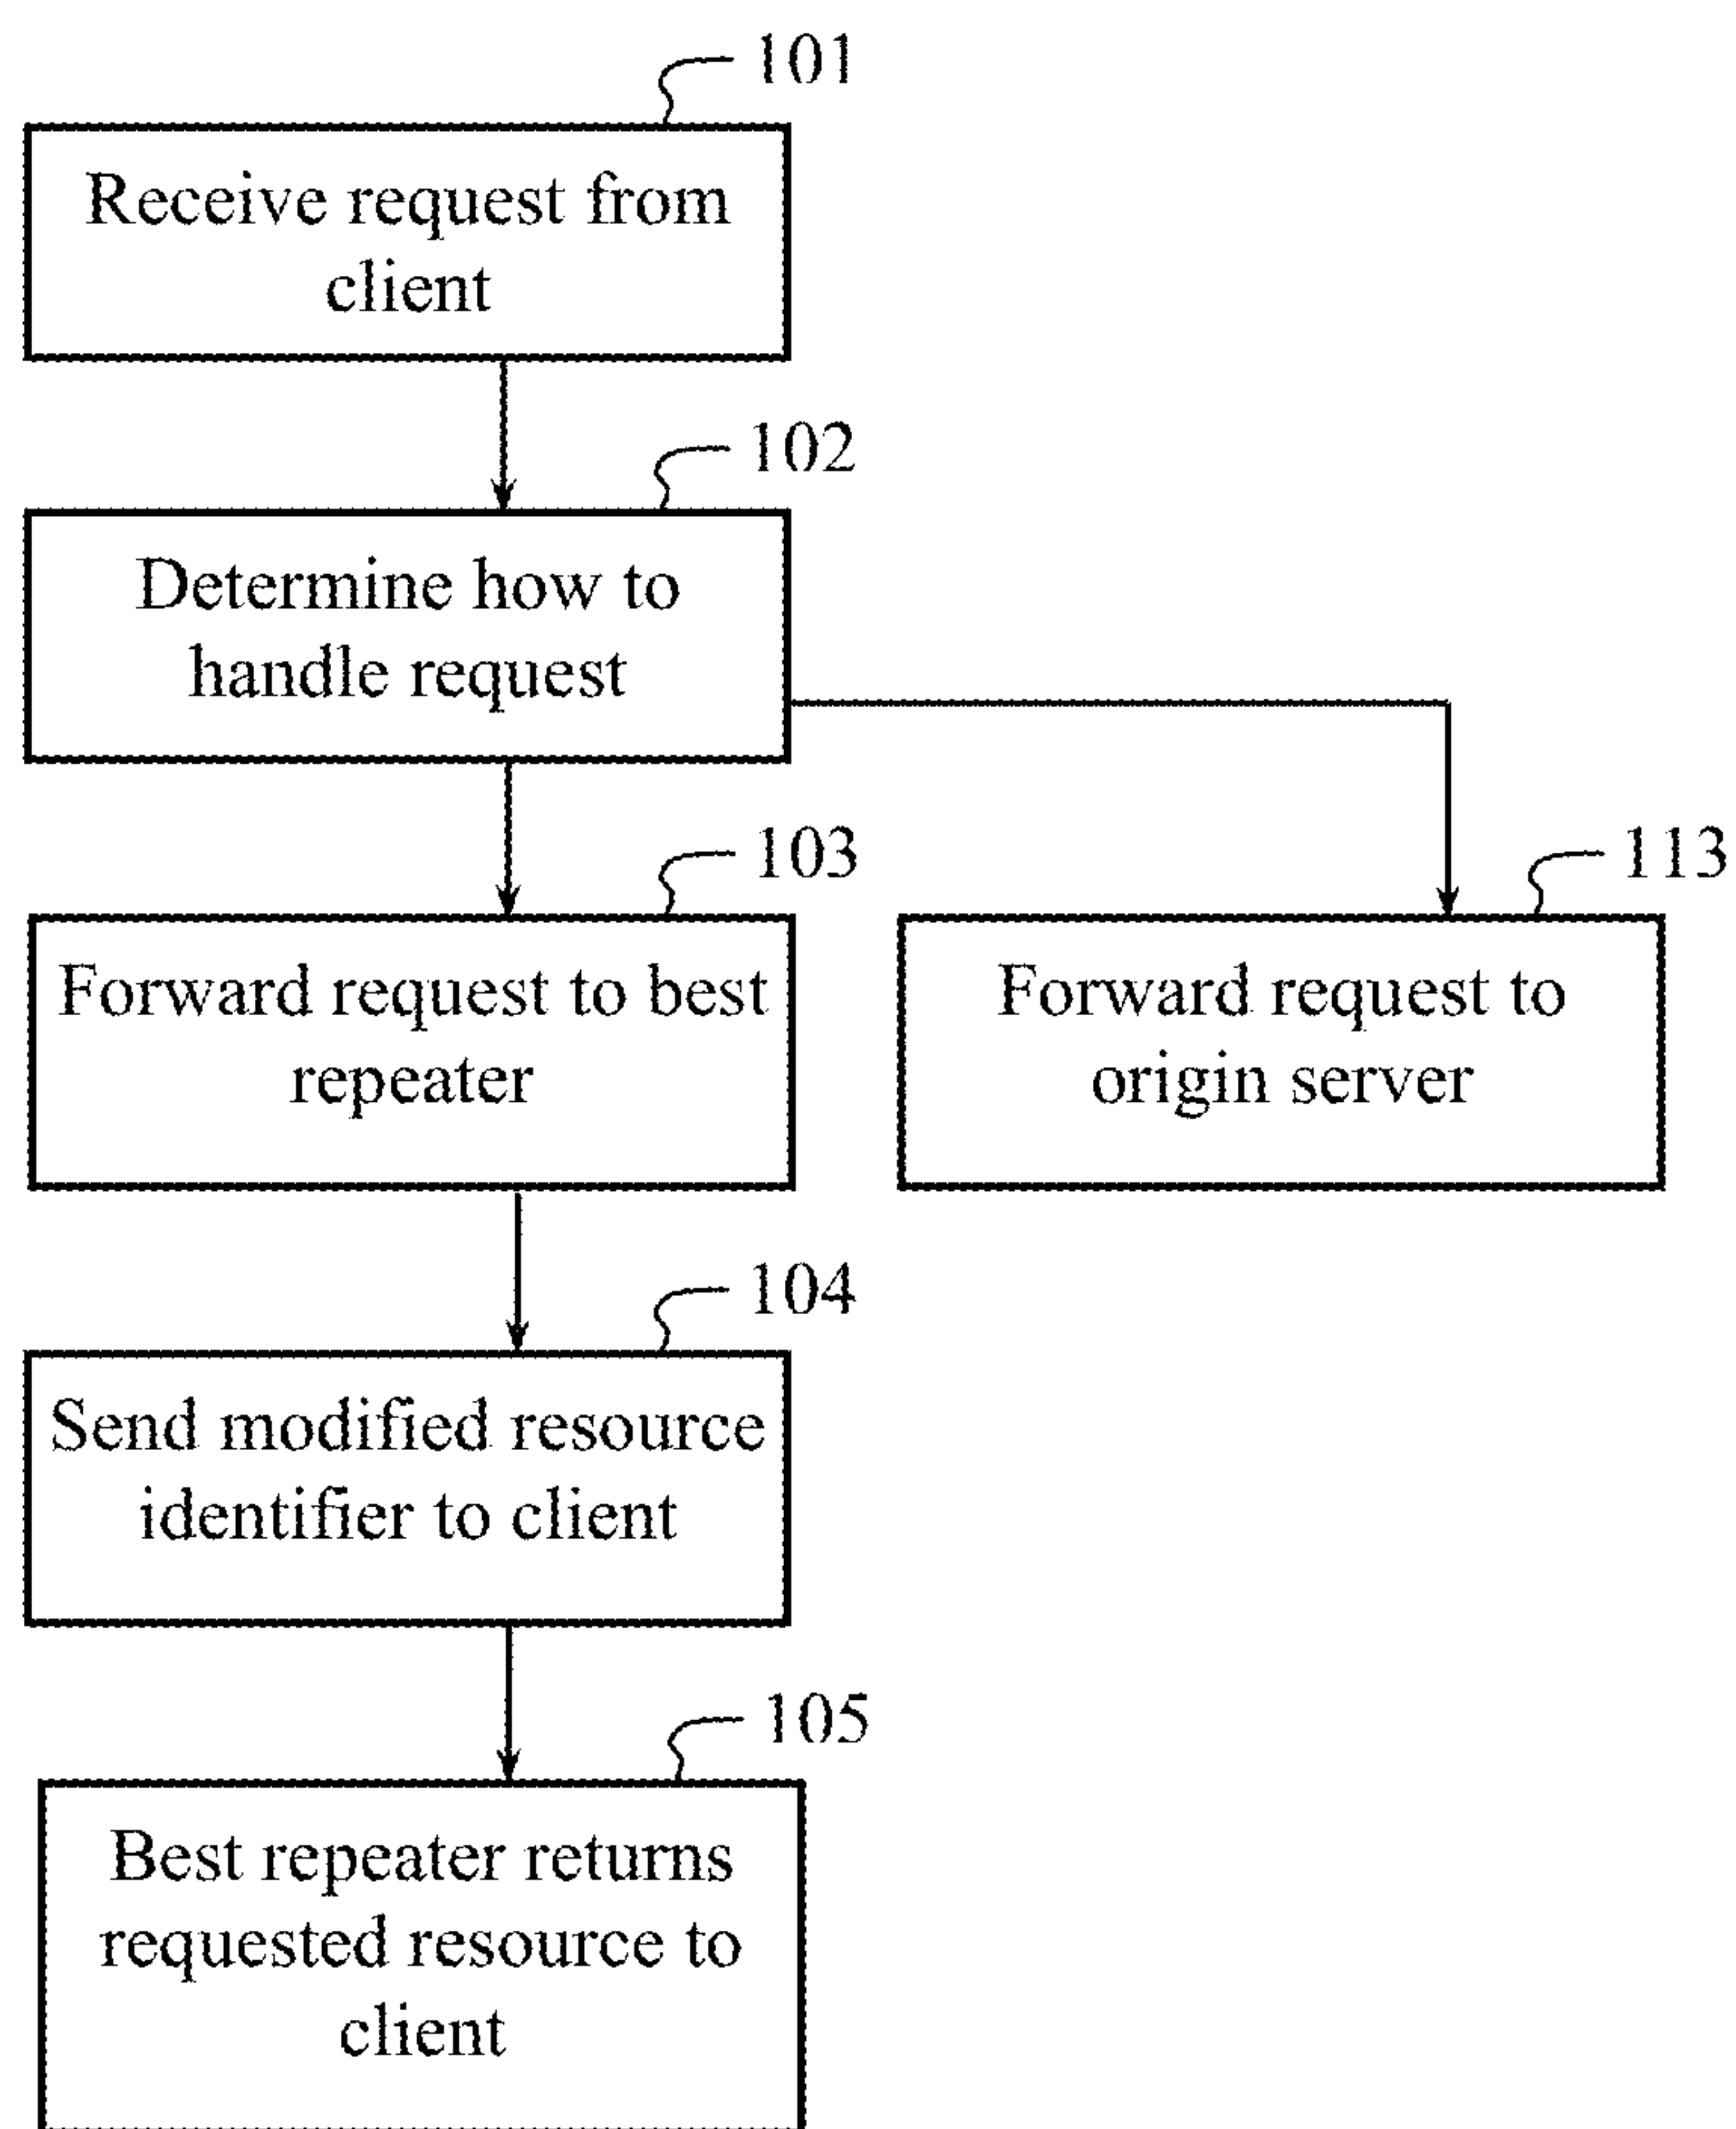 101
Receive request from
client
102
Determine how to
handle request
103
Forward request to best
repeater
113
Forward request to
origin server
104
Send modified resource
identifier to client
105
Best repeater returns
requested resource to
client